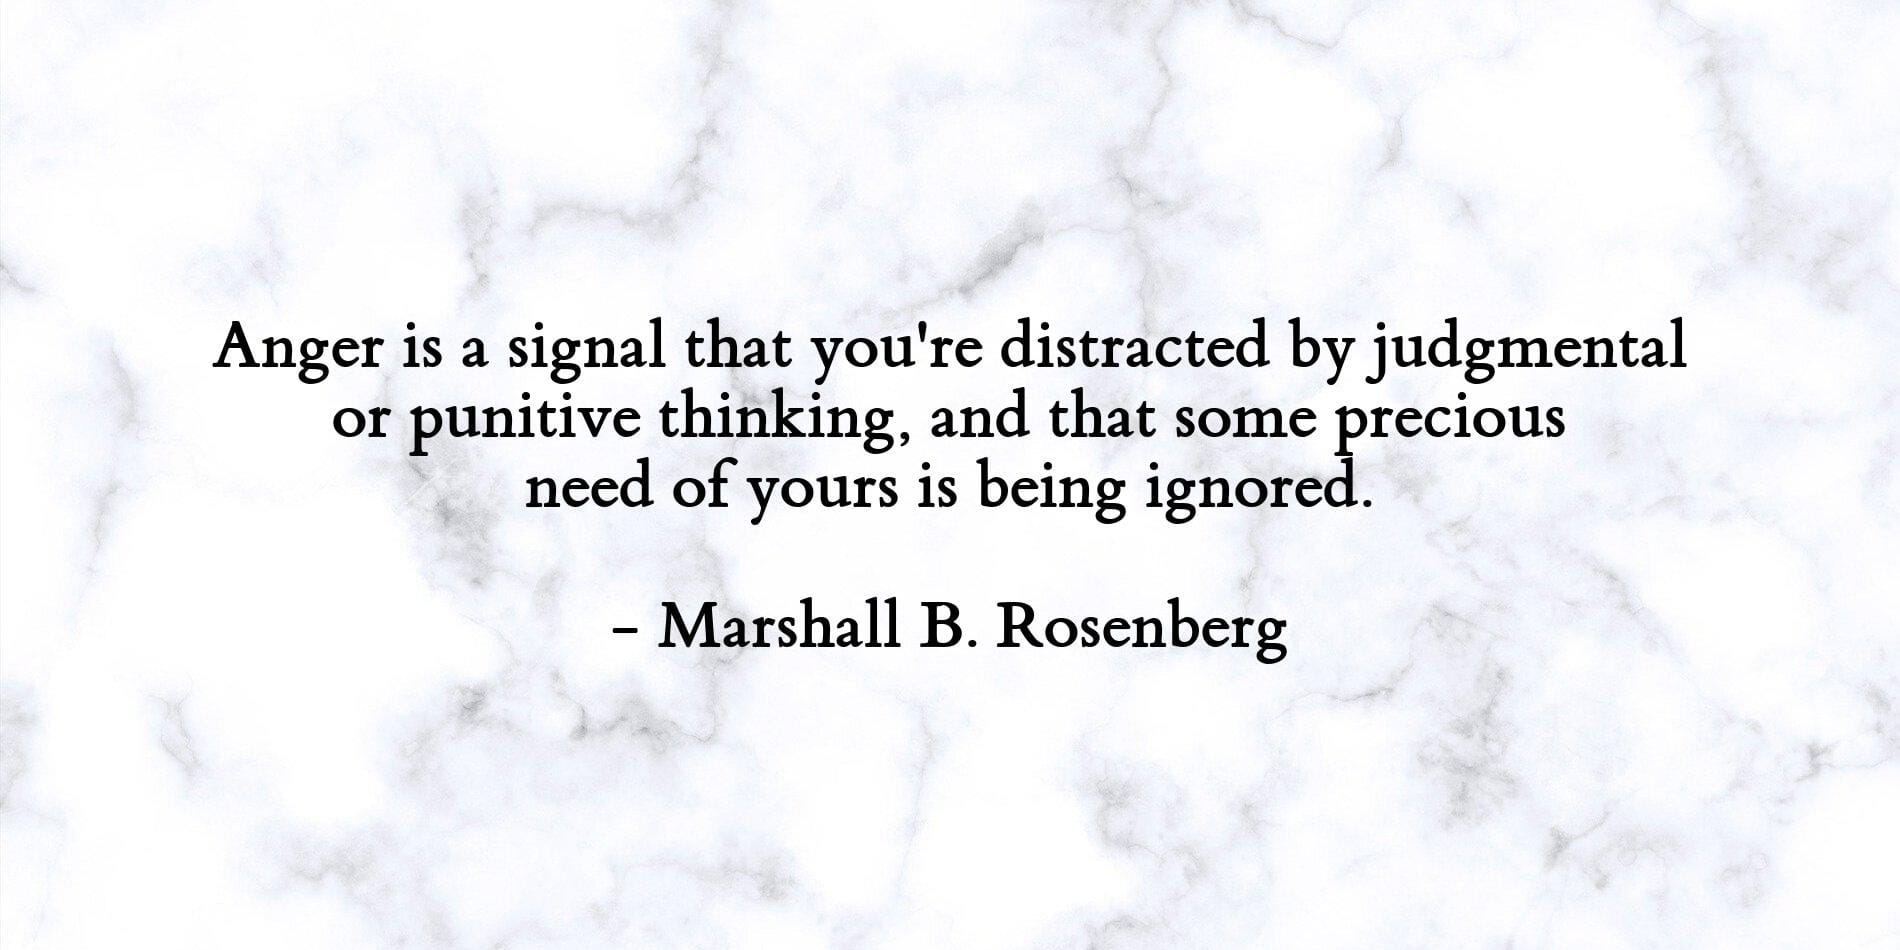 Anger is a signal that you're distracted by judgmental
or punitive thinking, and that some precious
need of yours is being ignored.
- Marshall B. Rosenberg